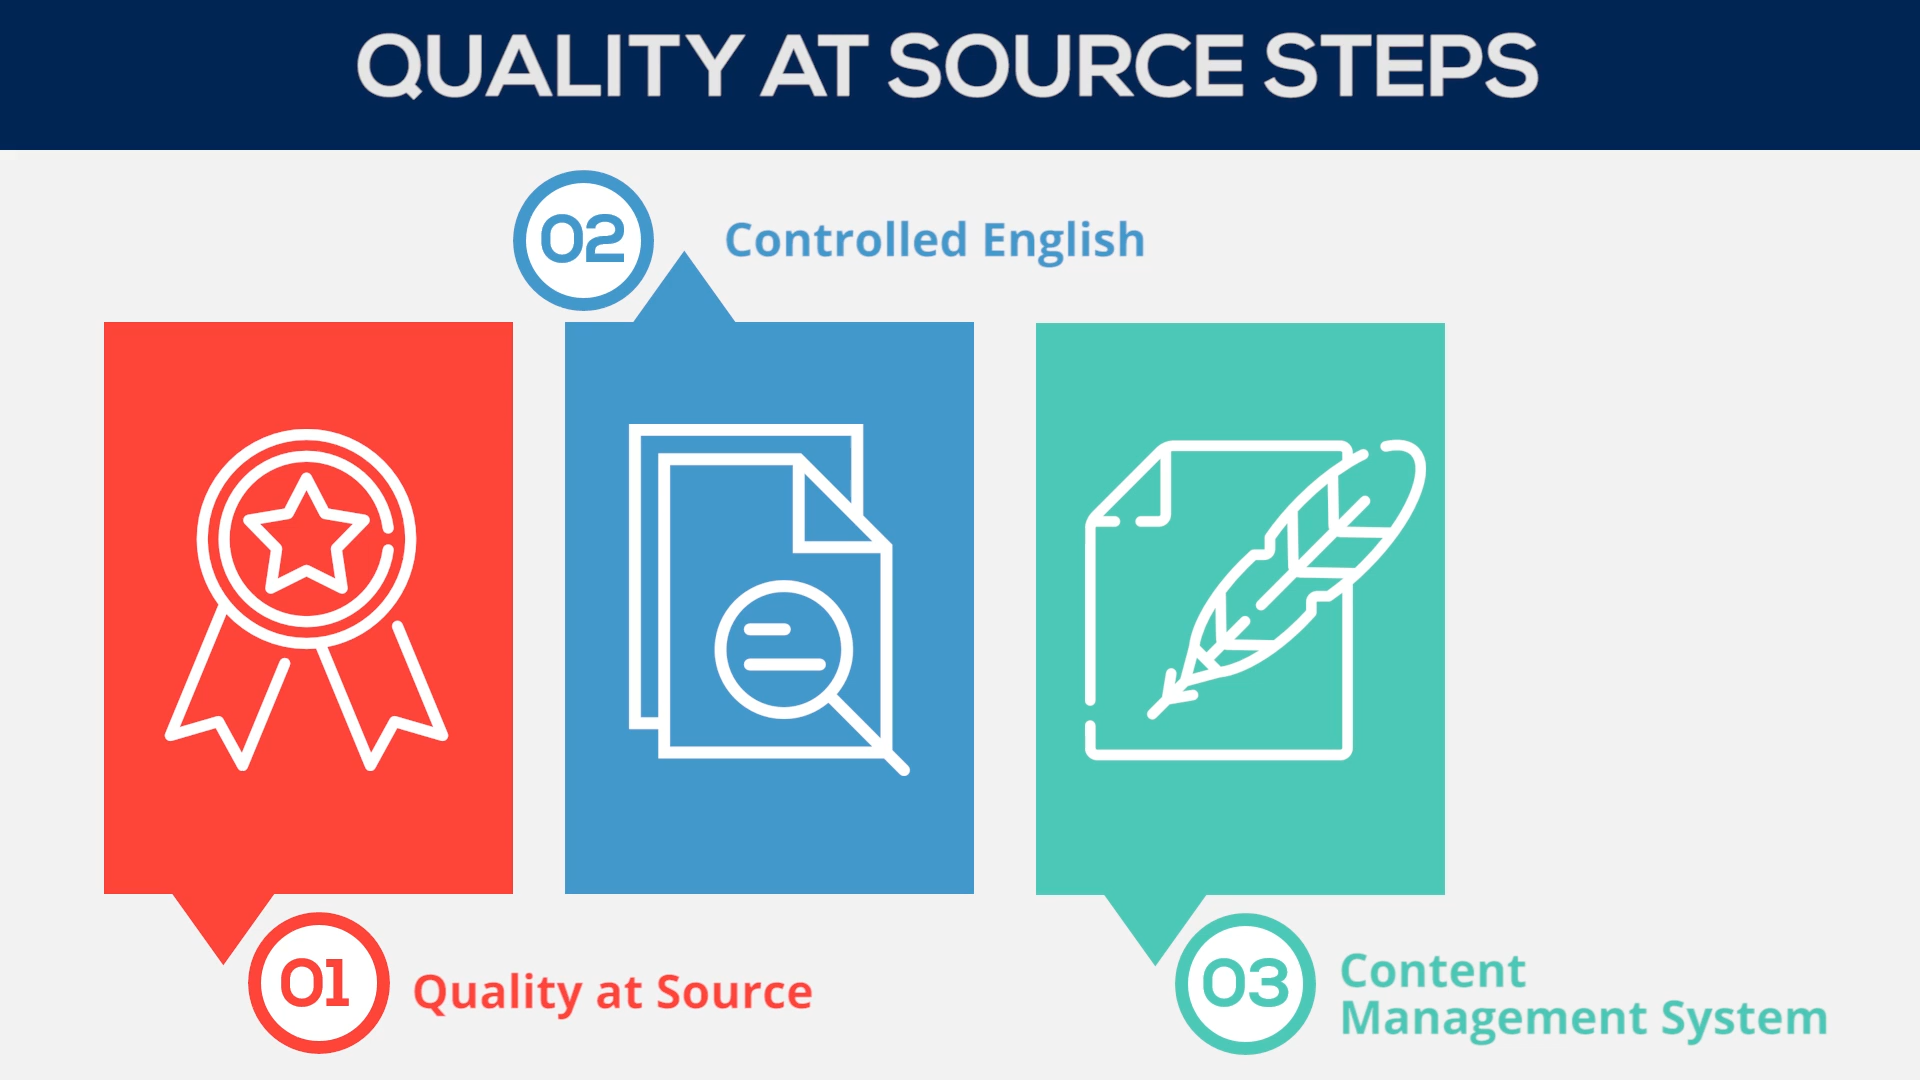 QUALITY AT SOURCE STEPS
02
Controlled English
01
Quality at Source
03
Content
Management System